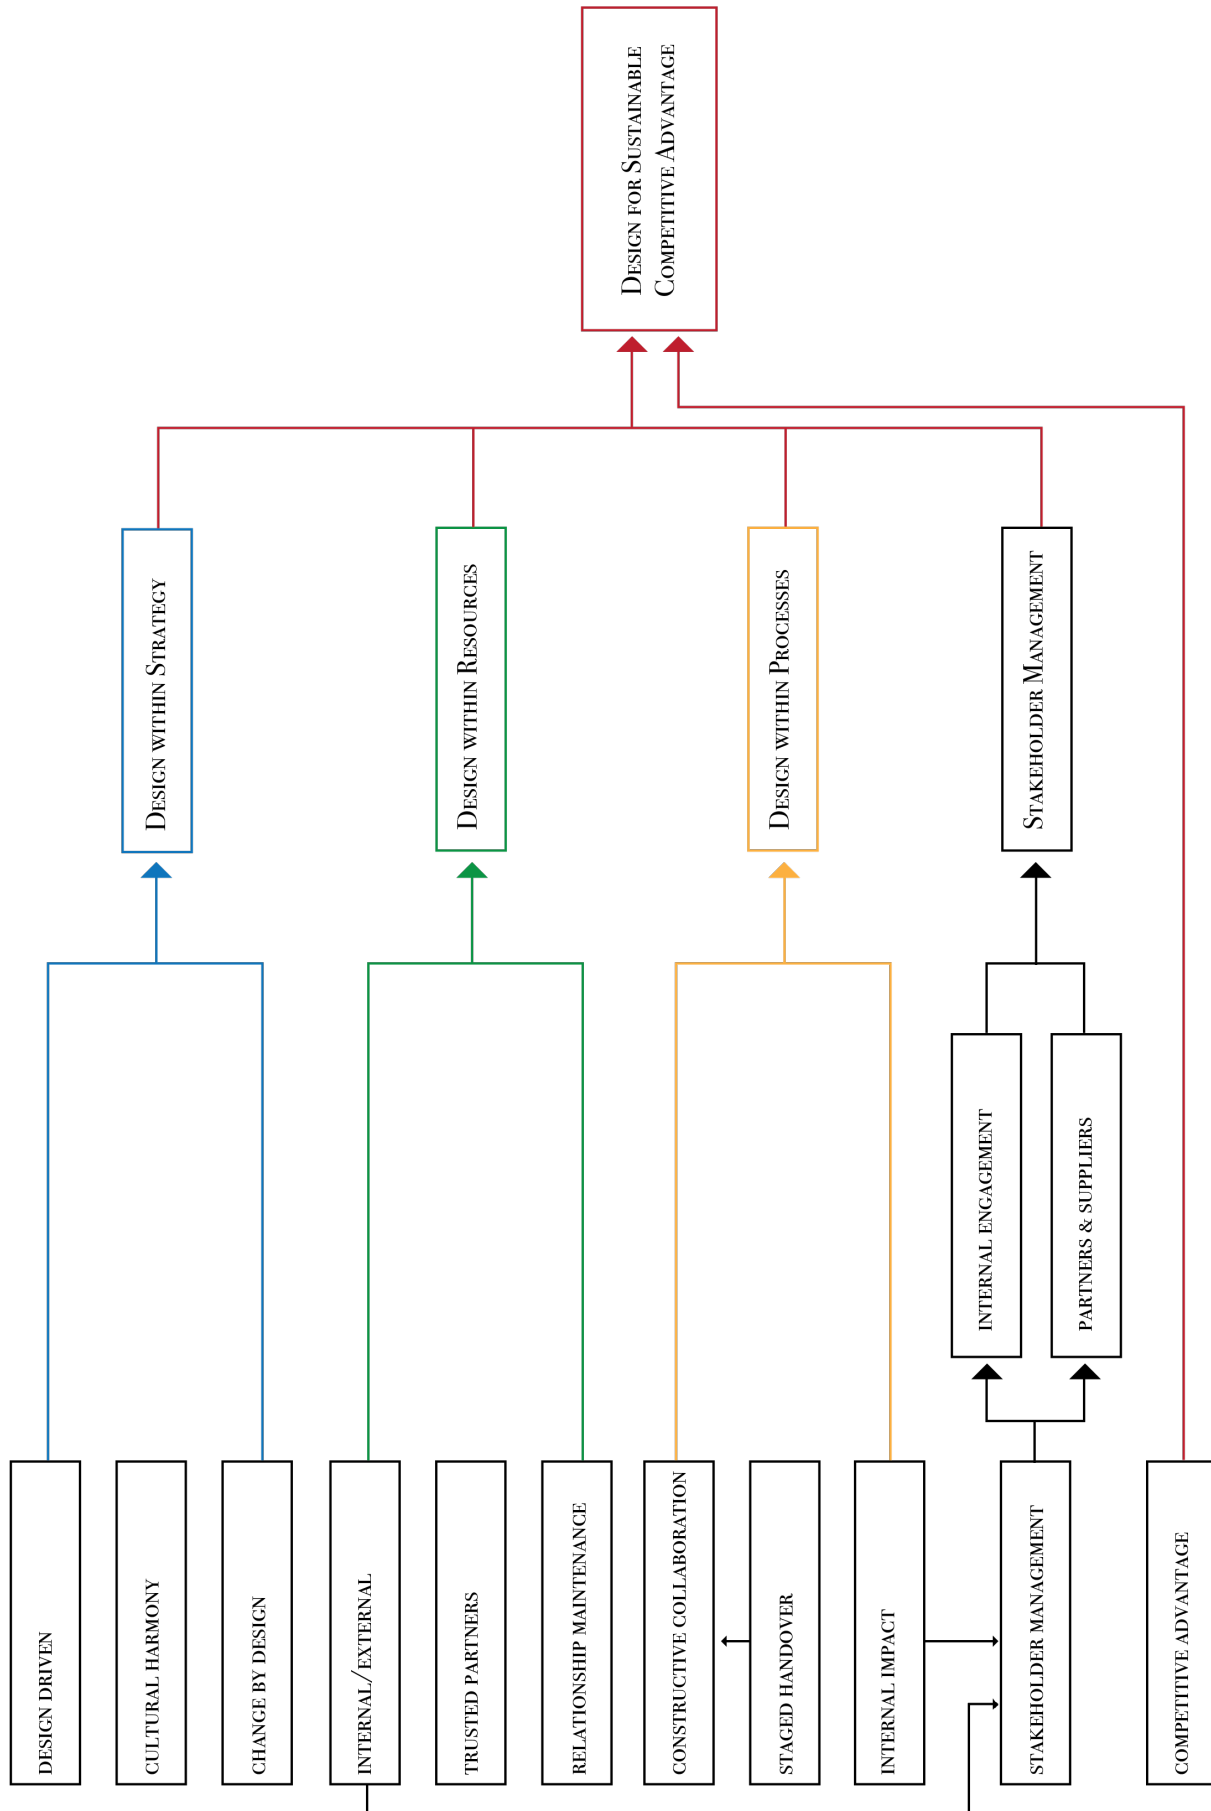 DESIGN DRIVEN
CULTURAL HARMONY
CHANGE BY DESIGN
INTERNAL/EXTERNAL
TRUSTED PARTNERS
RELATIONSHIP MAINTENANCE
CONSTRUCTIVE COLLABORATION
STAGED HANDOVER
INTERNAL IMPACT
STAKEHOLDER MANAGEMENT
COMPETITIVE ADVANTAGE
INTERNAL ENGAGEMENT
PARTNERS & SUPPLIERS
DESIGN WITHIN STRATEGY
DESIGN WITHIN RESOURCES
DESIGN WITHIN PROCESSES
STAKEHOLDER MANAGEMENT
DESIGN FOR SUSTAINABLE
COMPETITIVE ADVANTAGE